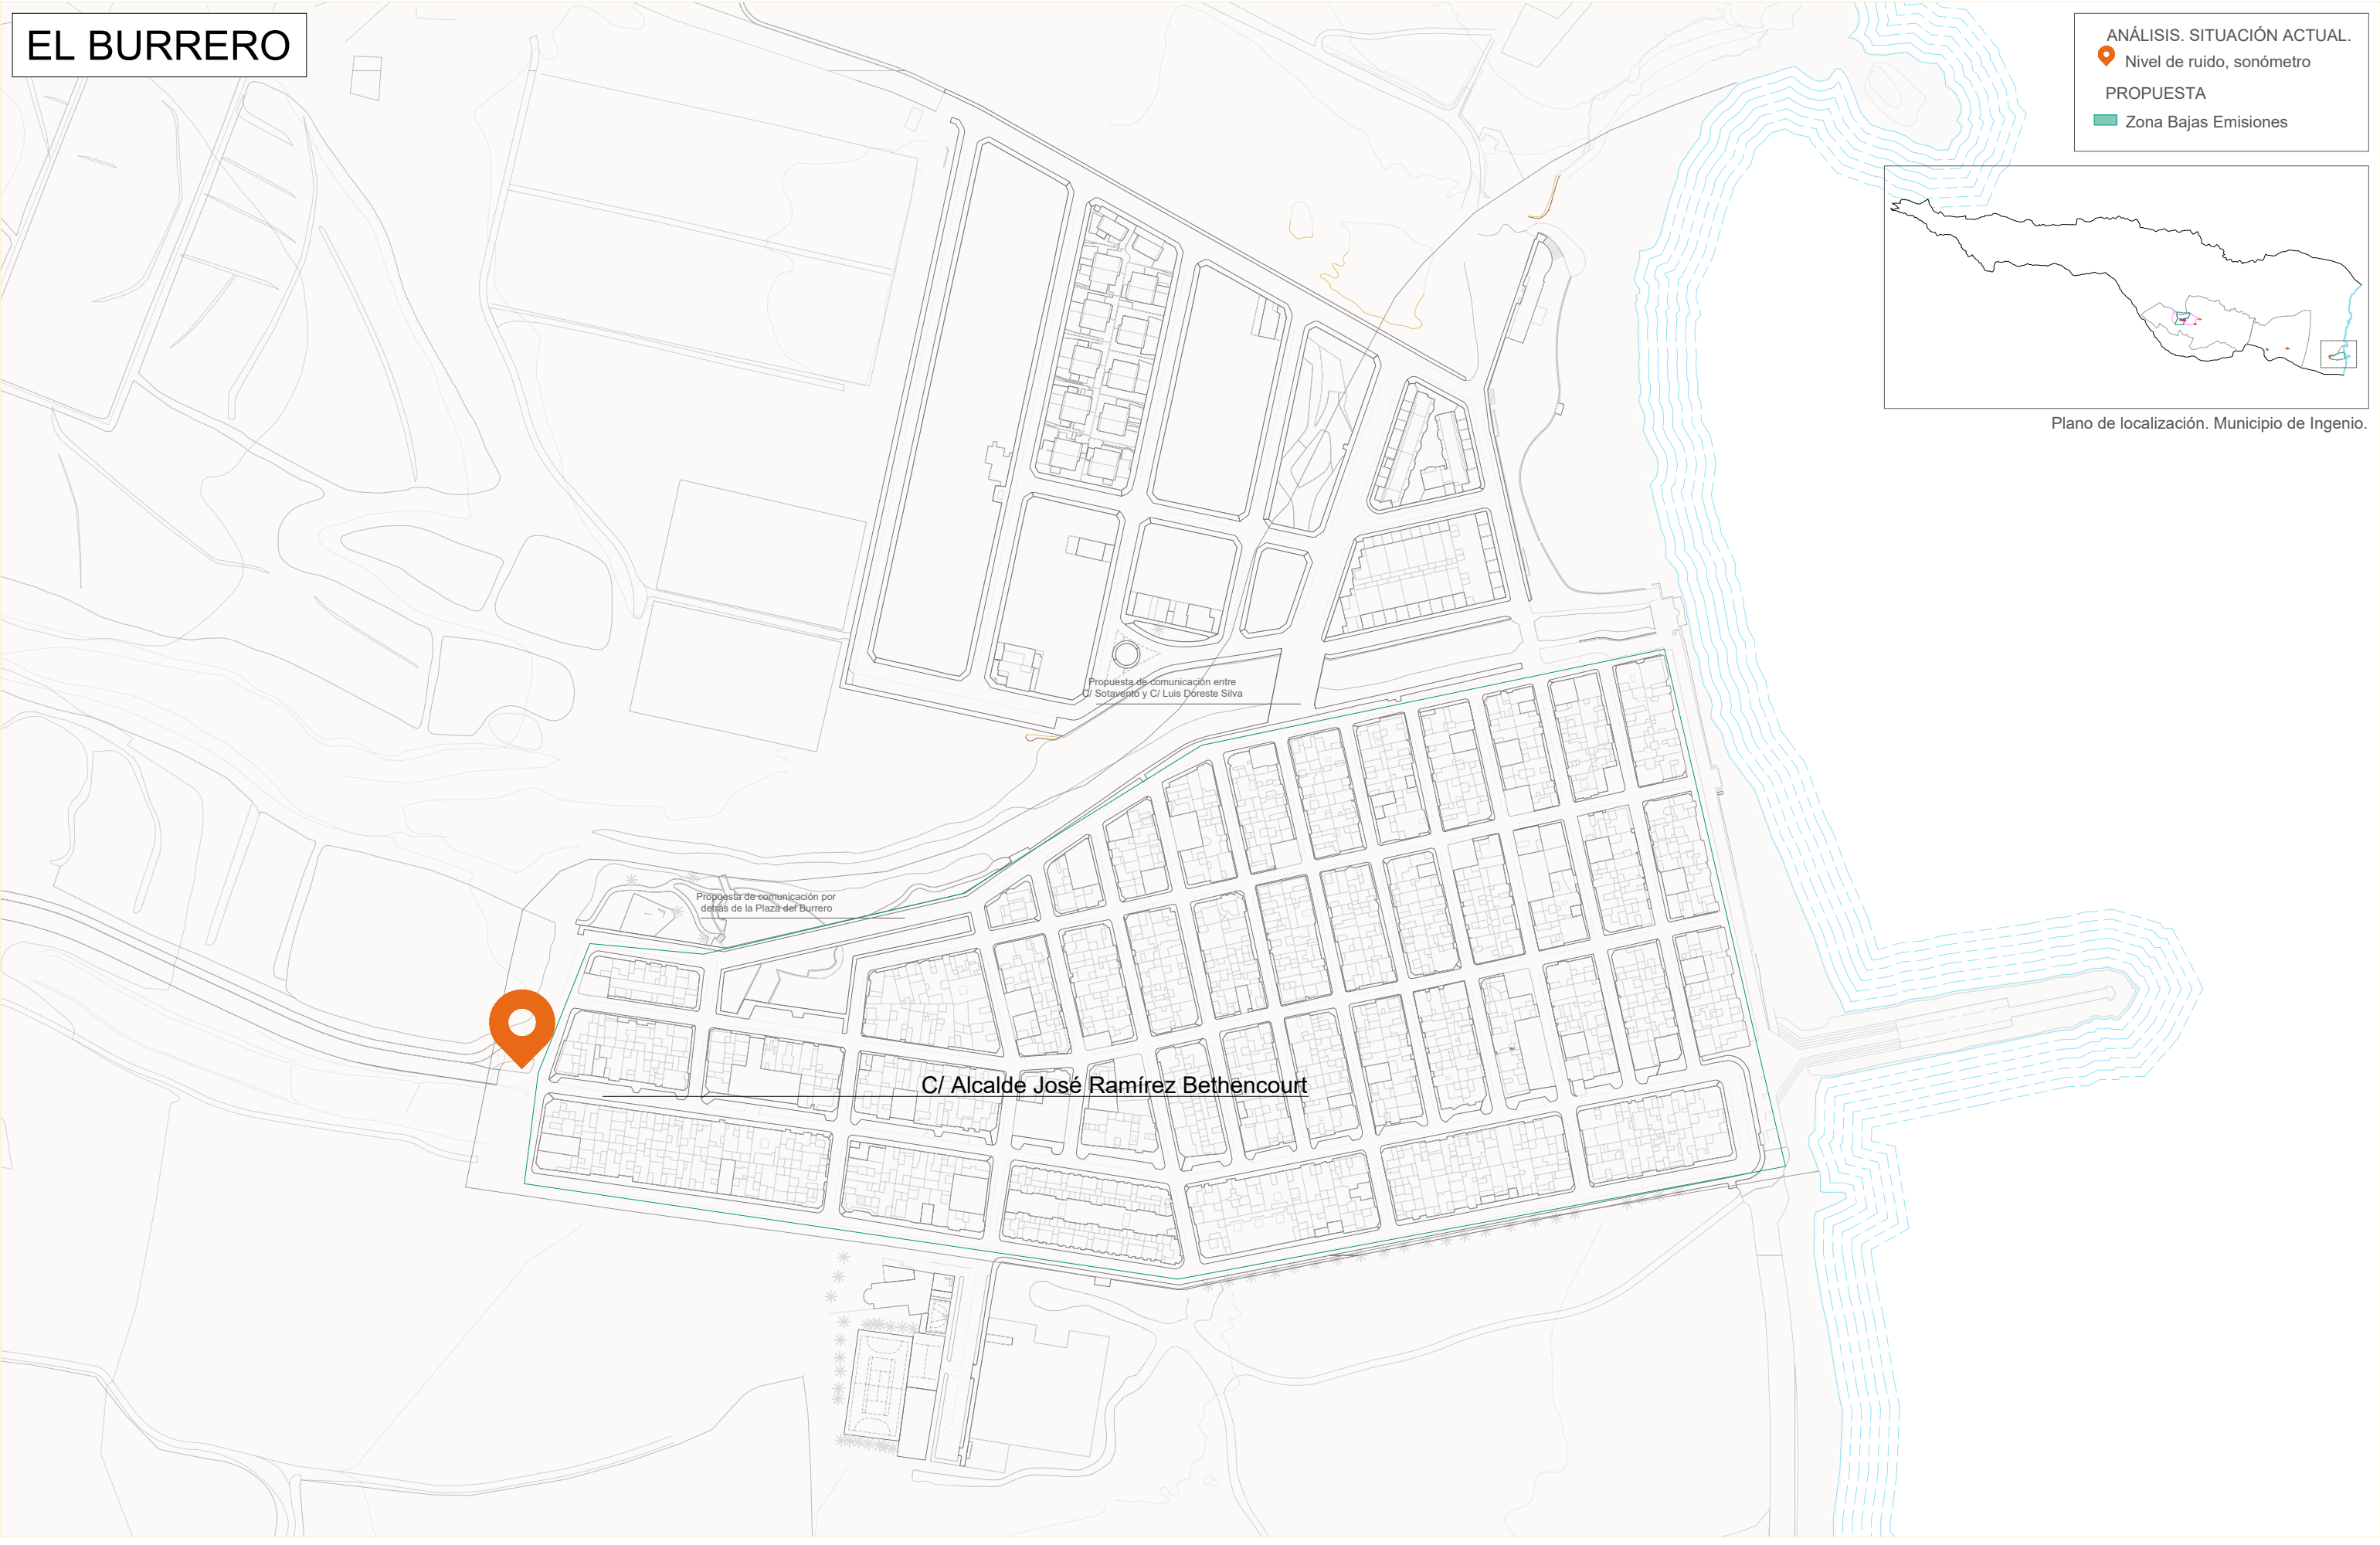 EL BURRERO
ANÁLISIS. SITUACIÓN ACTUAL.
Nivel de ruido, sonómetro
PROPUESTA
Zona Bajas Emisiones
Plano de localización. Municipio de Ingenio.
Propuesta de comunicación entre
C/ Sotavento y C/ Luis Doreste Silva
Propuesta de comunicación por
detrás de la Plaza del Burrero
C/ Alcalde José Ramírez Bethencourt